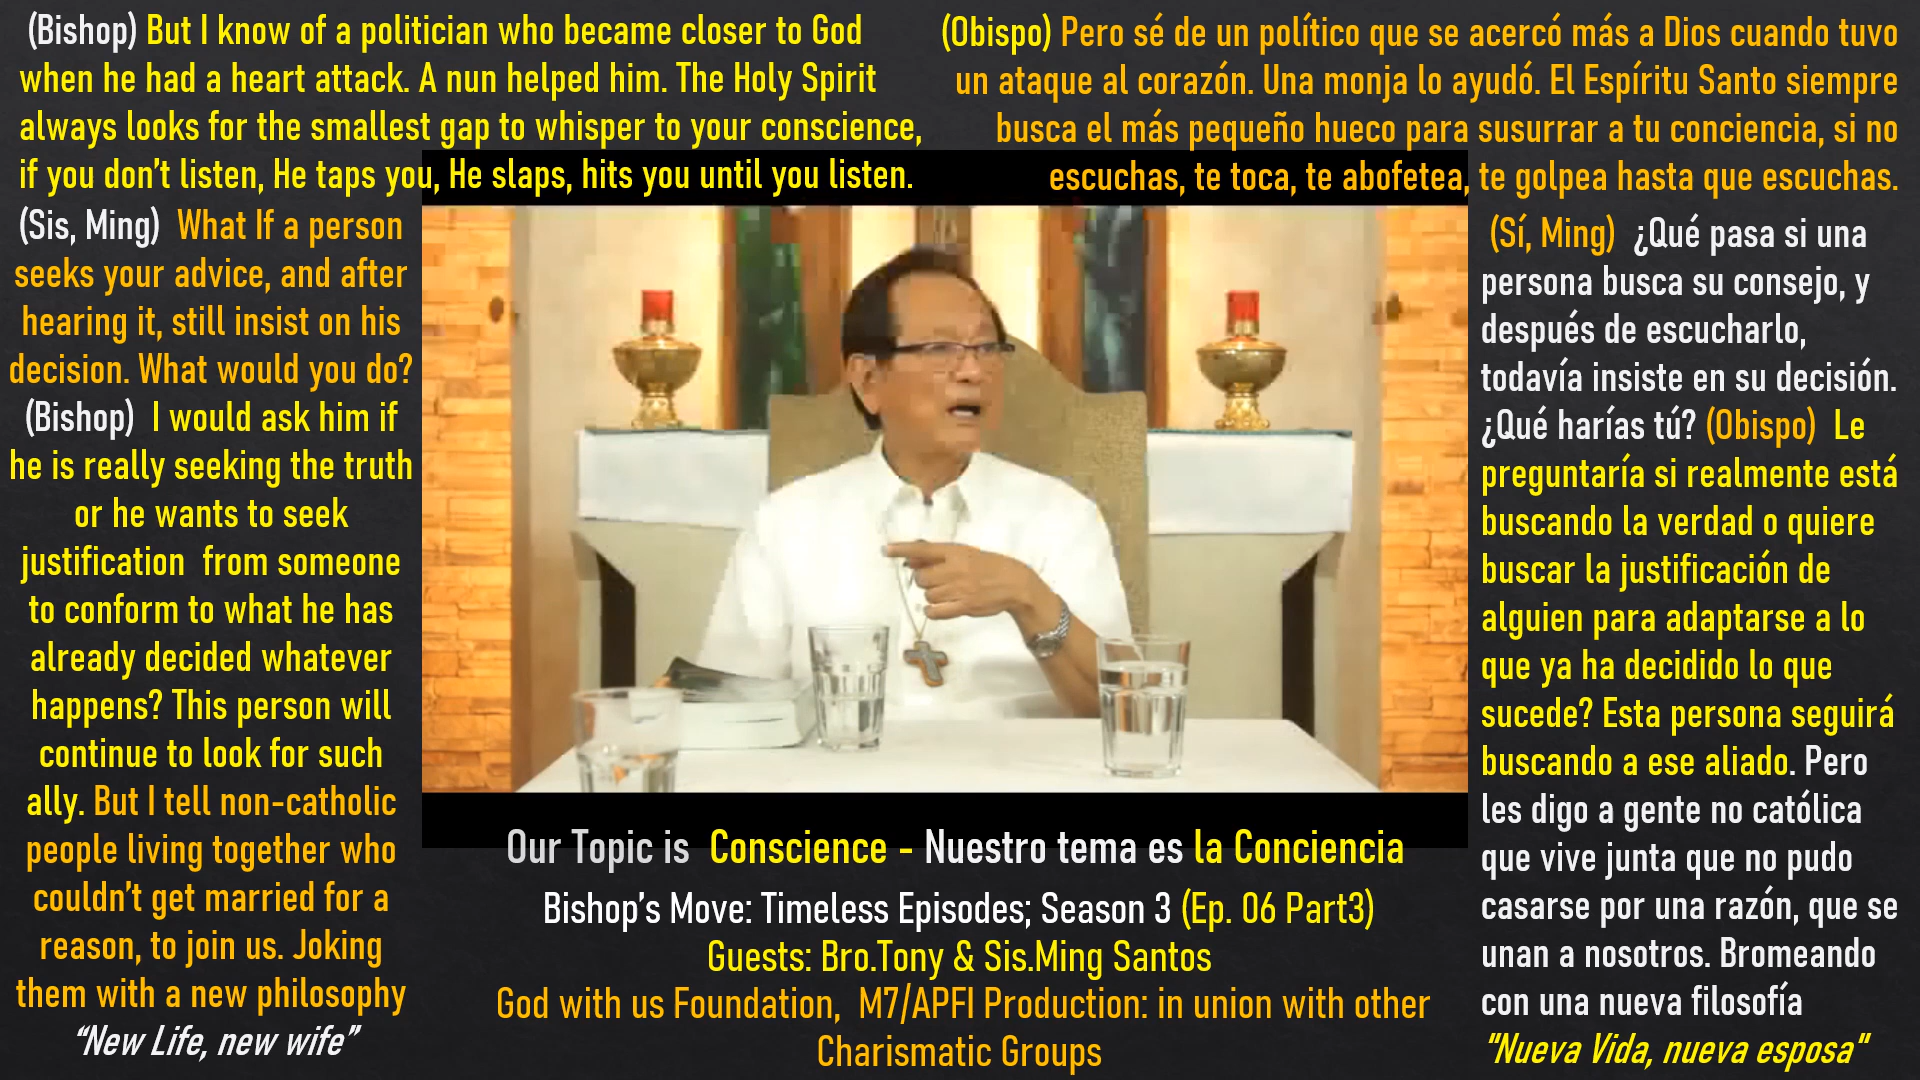 (Bishop) But I know of a politician who became closer to God
when he had a heart attack. A nun helped him. The Holy Spirit
always looks for the smallest gap to whisper to your conscience,
if you don't listen, He taps you, He slaps, hits you until you listen.
(Obispo) Pero sé de un político que se acercó más a Dios cuando tuvo
un ataque al corazón. Una monja lo ayudó. El Espíritu Santo siempre
busca el más pequeño hueco para susurrar a tu conciencia, si no
escuchas, te toca, te abofetea, te golpea hasta que escuchas.
(Sis, Ming) What If a person
seeks your advice, and after
hearing it, still insist on his
decision. What would you do?
(Bishop) I would ask him if
he is really seeking the truth
or he wants to seek
justification from someone
to conform to what he has
already decided whatever
happens? This person will
continue to look for such
ally. But I tell non-catholic
people living together who
couldn't get married for a
reason, to join us. Joking
them with a new philosophy
“New Life, new wife”
(Sí, Ming) ¿Qué pasa si una
persona busca su consejo, y
después de escucharlo,
todavía insiste en su decisión.
¿Qué harías tú? (Obispo) Le
preguntaría si realmente está
buscando la verdad o quiere
buscar la justificación de
alguien para adaptarse a lo
que ya ha decidido lo que
sucede? Esta persona seguirá
buscando a ese aliado. Pero
les digo a gente no católica
que vive junta que no pudo
casarse por una razón, que se
unan a nosotros. Bromeando
con una nueva filosofía
"Nueva Vida, nueva esposa"
Our Topic is Conscience - Nuestro tema es la Conciencia
Bishop's Move: Timeless Episodes; Season 3 (Ep. 06 Part3)
Guests: Bro.Tony & Sis.Ming Santos
God with us Foundation, M7/APFI Production: in union with other
Charismatic Groups